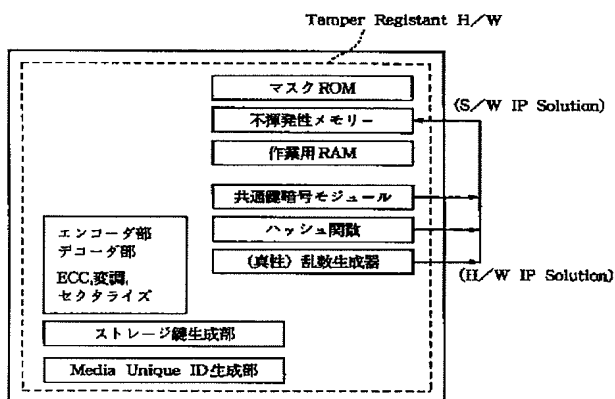 Tamper Registant H/W
マスクROM
不揮発性メモリー
(S/W IP Solution)
作業用RAM
共通鍵暗号モジュール
ハッシュ関数
(真性) 乱数生成器
(H/W IP Solution)
エンコーダ部
デコーダ部
ECC,変調,
セクタライズ
ストレージ鍵生成部
Media Unique ID生成部